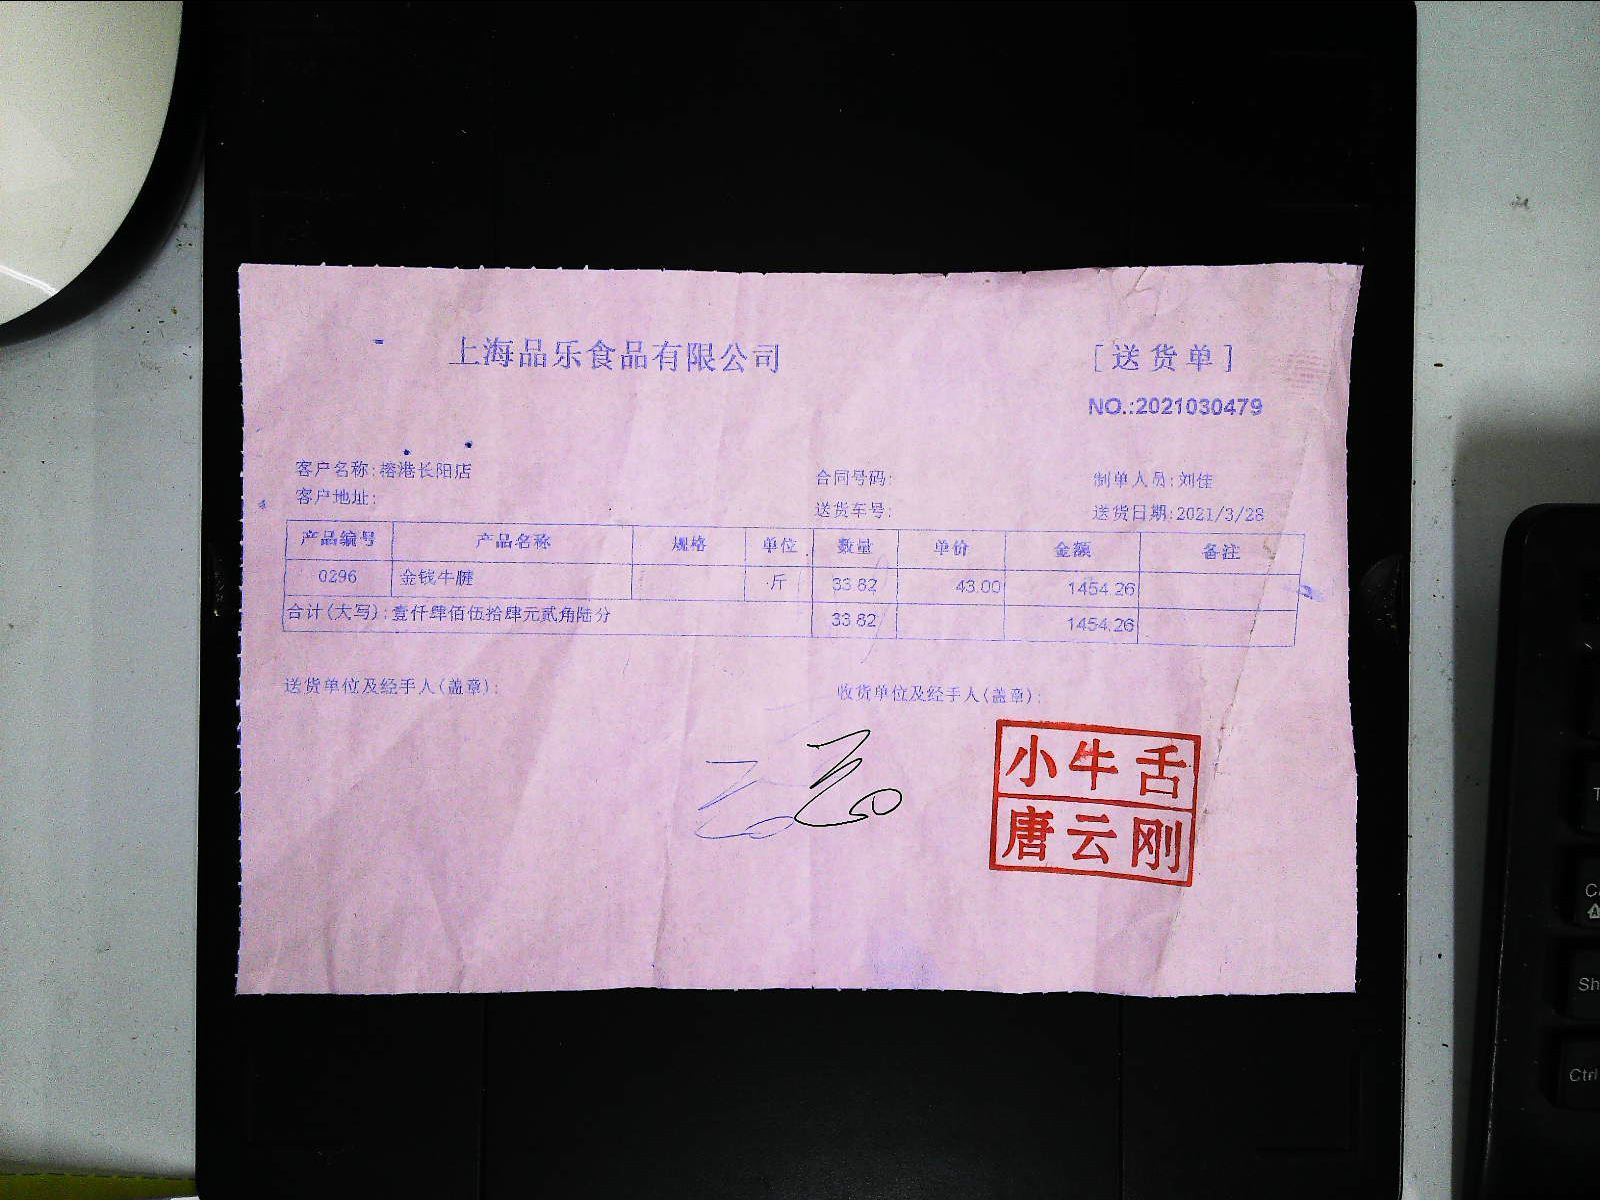 上海品乐食品有限公司
[送货单]
NO.:2021030479
客户名称:榕港长阳店
合同号码:
制单人员:刘佳
客户地址:
送货车号:
送货日期:2021/3/28
产品编号 产品名称 规格 单位 数量 单价 金额 备注
0296 金钱牛腱 斤 33.82 43.00 1454.26
合计(大写):壹仟肆佰伍拾肆元贰角陆分 33.82 1454.26
送货单位及经手人(盖章):
收货单位及经手人(盖章):
小牛舌
唐云刚
Ctrl